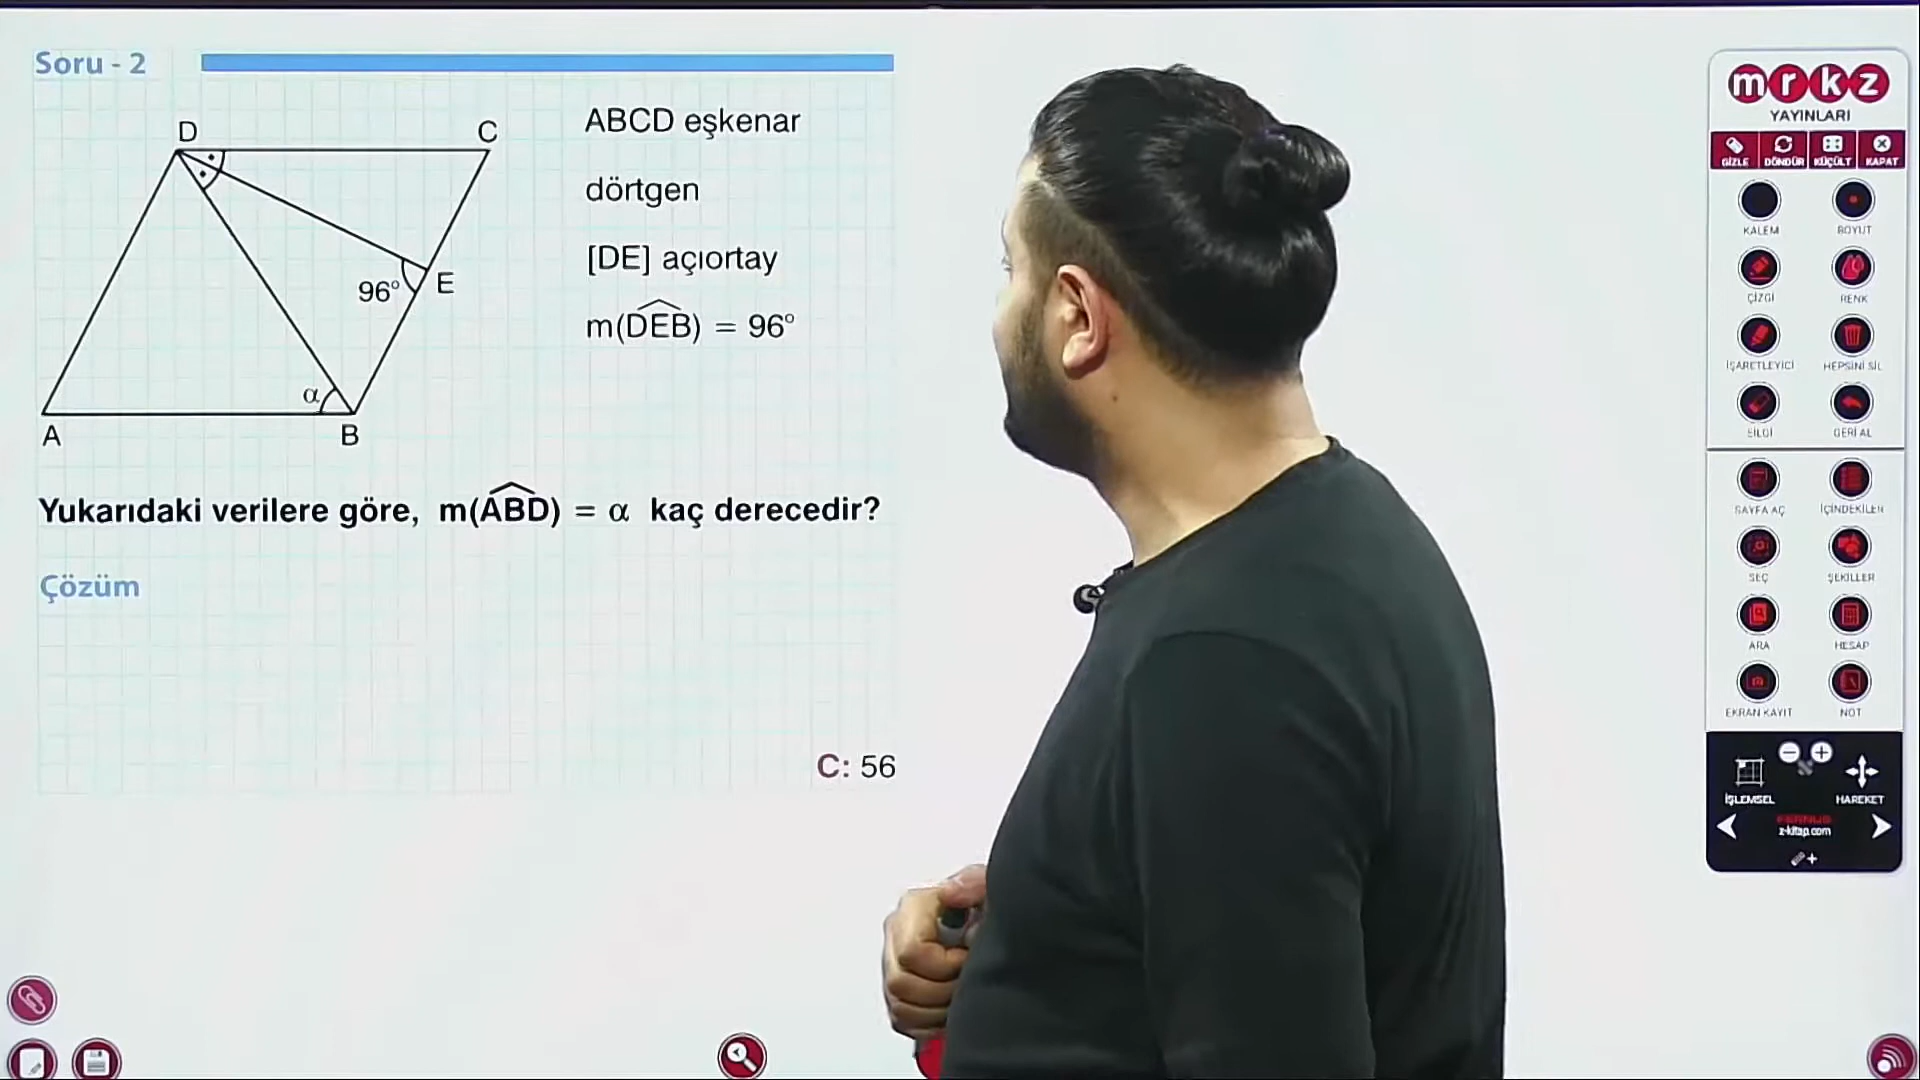 Soru - 2
D
C
96°
E
α
A
B
ABCD eşkenar
dörtgen
[DE] açıortay
m(DEB) = 96°
Yukarıdaki verilere göre, m(ABD) = α kaç derecedir?
Çözüm
C: 56
mrkz
YAYINLARI
GİZLE DÖNDÜR KÜÇÜLT KAPAT
KALEM BOYUT
ÇİZGİ RENK
İŞARETLEYİCİ HEPSİNİ SİL
SİLGİ GERİ AL
SAYFA AÇ İÇİNDEKİLER
SEÇ ŞEKİLLER
ARA HESAP
EKRAN KAYIT NOT
İŞLEMSEL HAREKET
FERNUS
z-kitap.com